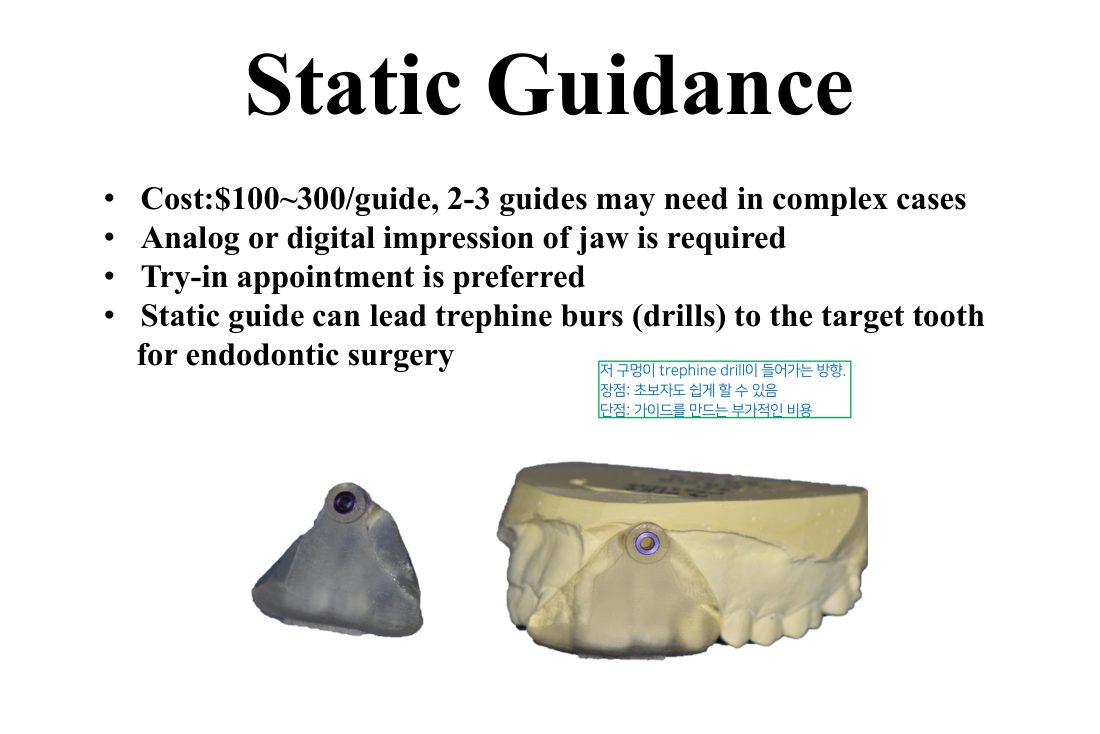 Static Guidance
• Cost:$100~300/guide, 2-3 guides may need in complex cases
• Analog or digital impression of jaw is required
• Try-in appointment is preferred
• Static guide can lead trephine burs (drills) to the target tooth
for endodontic surgery
저 구멍이 trephine drill이 들어가는 방향.
장점: 초보자도 쉽게 할 수 있음
단점: 가이드를 만드는 부가적인 비용